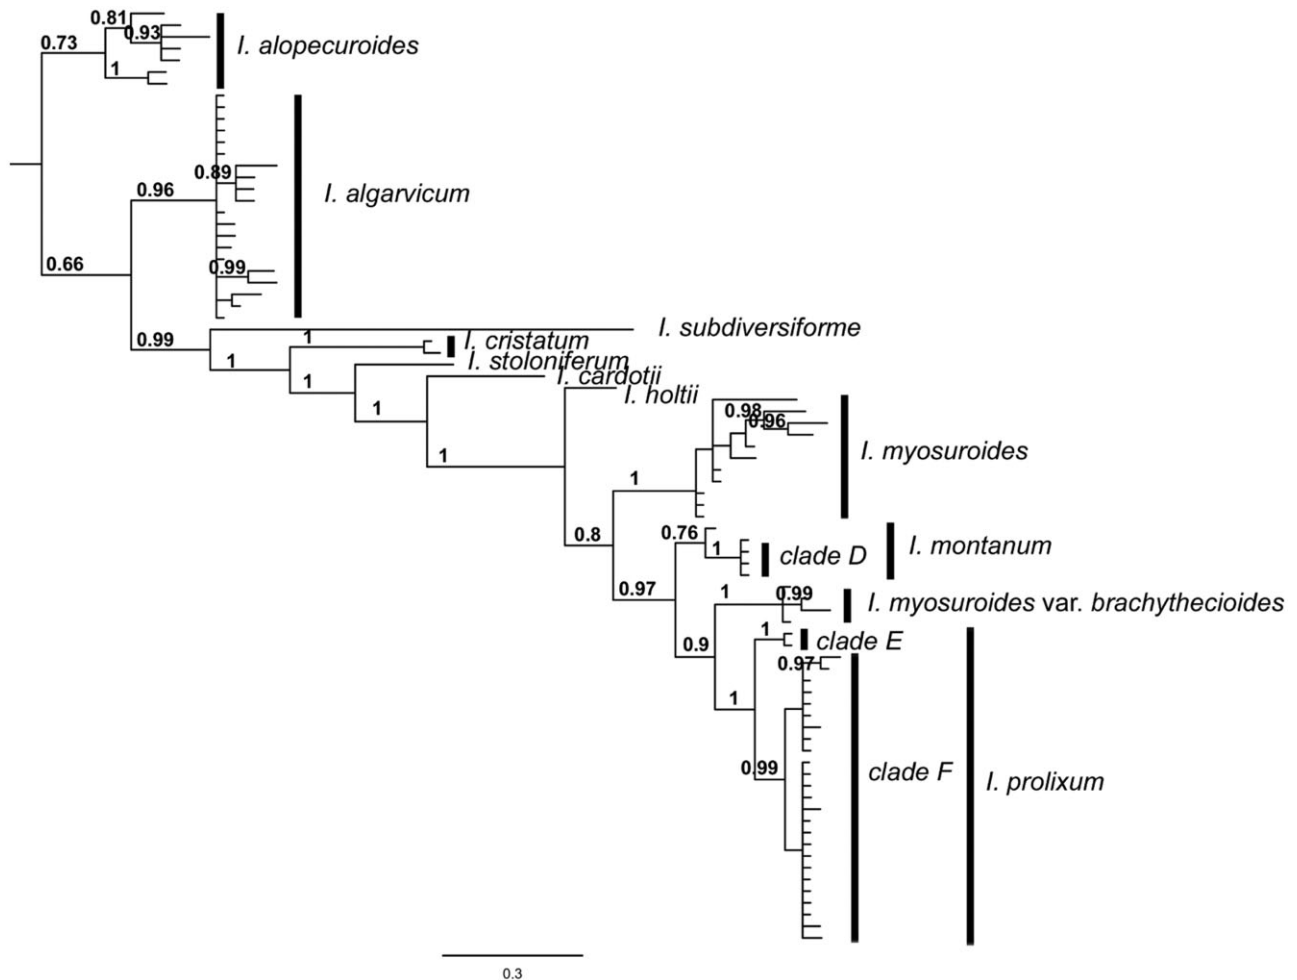 0.81
0.93
0.73
I. alopecuroides
1
0.89
0.96
I. algarvicum
0.66
0.99
I. subdiversiforme
0.99
1
I. cristatum
1
I. stoloniferum
1
I. cardotii
I. holtii
1
0.98
0.96
1
I. myosuroides
1
0.8
0.76
1
clade D
I. montanum
0.97
1
0.99
I. myosuroides var. brachythecioides
1
clade E
0.9
0.97
1
0.99
clade F
I. prolixum
0.3